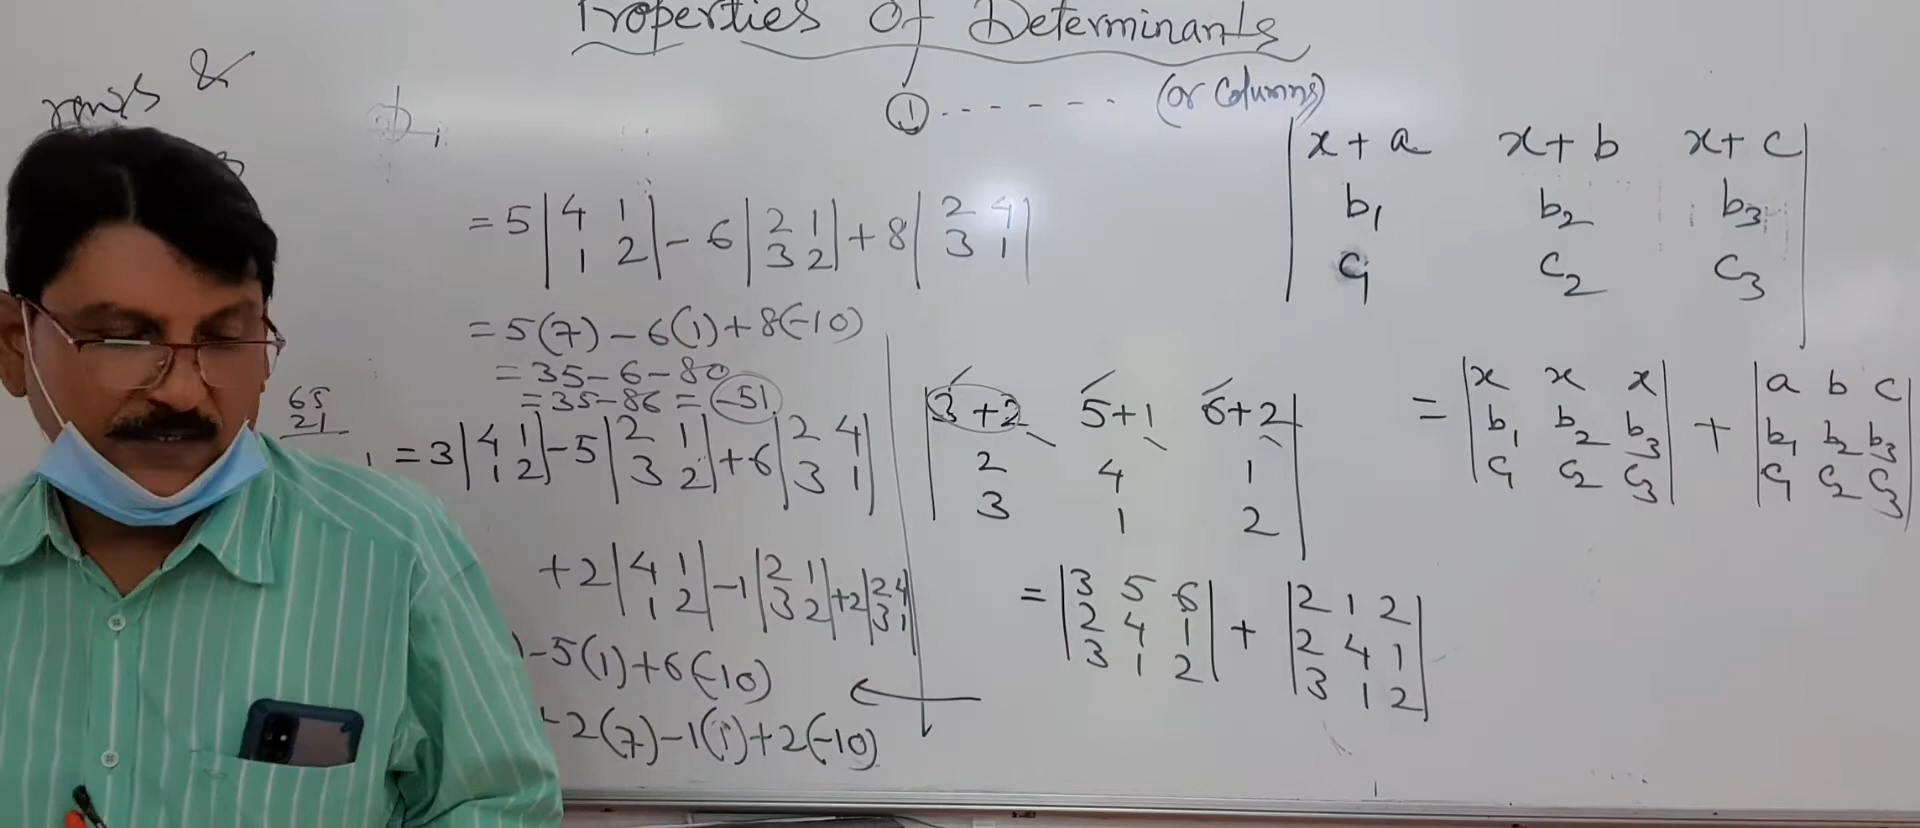 Properties Of Determinants
rows &
① - - - - - - (or Columns)
= 5 | 4 1 | - 6 | 2 1 | + 8 | 2 4 |
| 1 2 | | 3 2 | | 3 1 |
= 5(7) - 6(1) + 8(-10)
= 35 - 6 - 80
= 35 - 86 = -51
65
21
= 3 | 4 1 | - 5 | 2 1 | + 6 | 2 4 |
| 1 2 | | 3 2 | | 3 1 |
+ 2 | 4 1 | - 1 | 2 1 | + 2 | 2 4 |
| 1 2 | | 3 2 | | 3 1 |
) - 5(1) + 6(-10)
+ 2(7) - 1(1) + 2(-10)
| 3 + 2 5 + 1 6 + 2 |
| 2 4 1 |
| 3 1 2 |
= | 3 5 6 | + | 2 1 2 |
| 2 4 1 | | 2 4 1 |
| 3 1 2 | | 3 1 2 |
| x + a x + b x + c |
| b₁ b₂ b₃ |
| c₁ c₂ c₃ |
= | x x x | + | a b c |
| b₁ b₂ b₃ | | b₁ b₂ b₃ |
| c₁ c₂ c₃ | | c₁ c₂ c₃ |